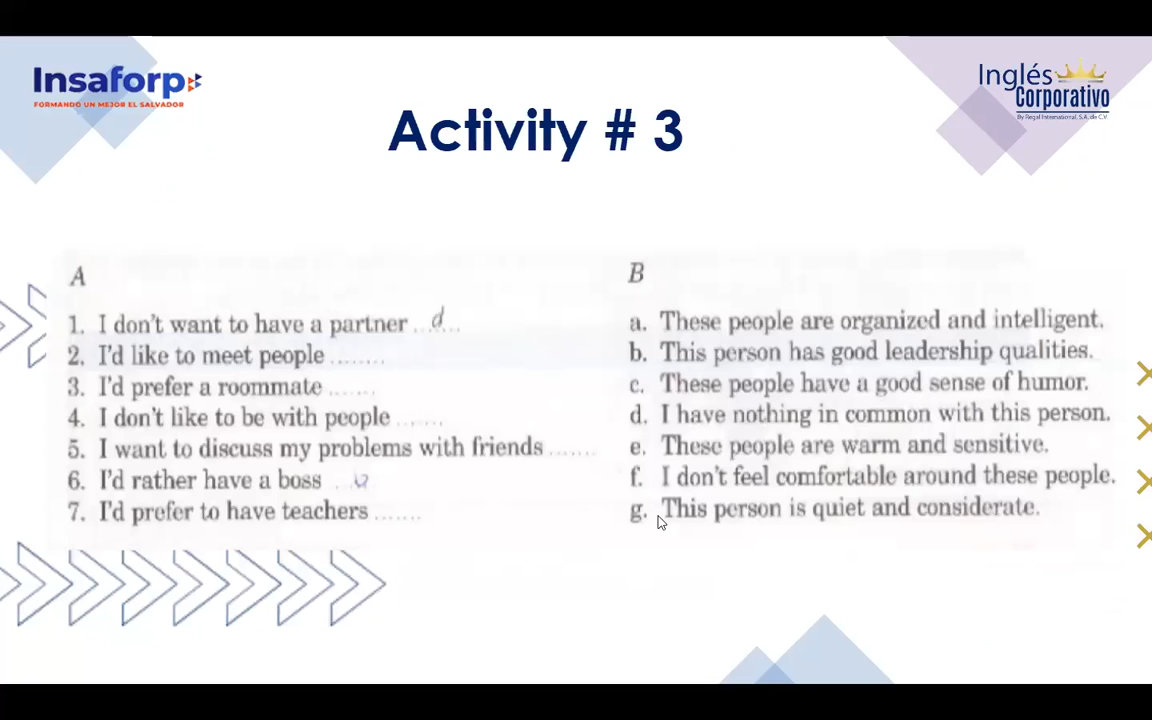 Insaforp
FORMANDO UN MEJOR EL SALVADOR
Inglés
Corporativo
By Regal International, S.A. de C.V.
Activity # 3
A
1. I don't want to have a partner ...d...
2. I'd like to meet people ........
3. I'd prefer a roommate .......
4. I don't like to be with people .......
5. I want to discuss my problems with friends .......
6. I'd rather have a boss
7. I'd prefer to have teachers .......
B
a. These people are organized and intelligent.
b. This person has good leadership qualities.
c. These people have a good sense of humor.
d. I have nothing in common with this person.
e. These people are warm and sensitive.
f. I don't feel comfortable around these people.
g. This person is quiet and considerate.